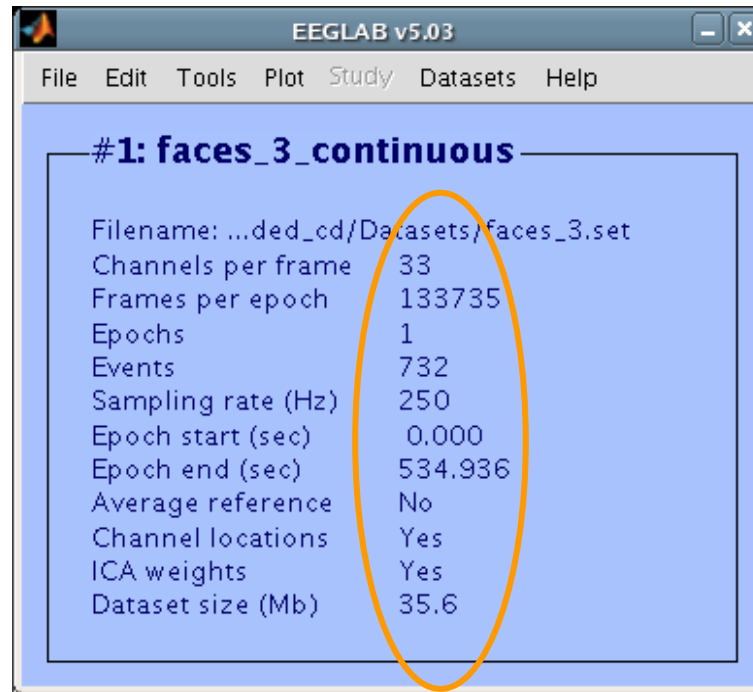 EEGLAB v5.03
File Edit Tools Plot Study Datasets Help
#1: faces_3_continuous
Filename: ...ded_cd/Datasets/faces_3.set
Channels per frame 33
Frames per epoch 133735
Epochs 1
Events 732
Sampling rate (Hz) 250
Epoch start (sec) 0.000
Epoch end (sec) 534.936
Average reference No
Channel locations Yes
ICA weights Yes
Dataset size (Mb) 35.6